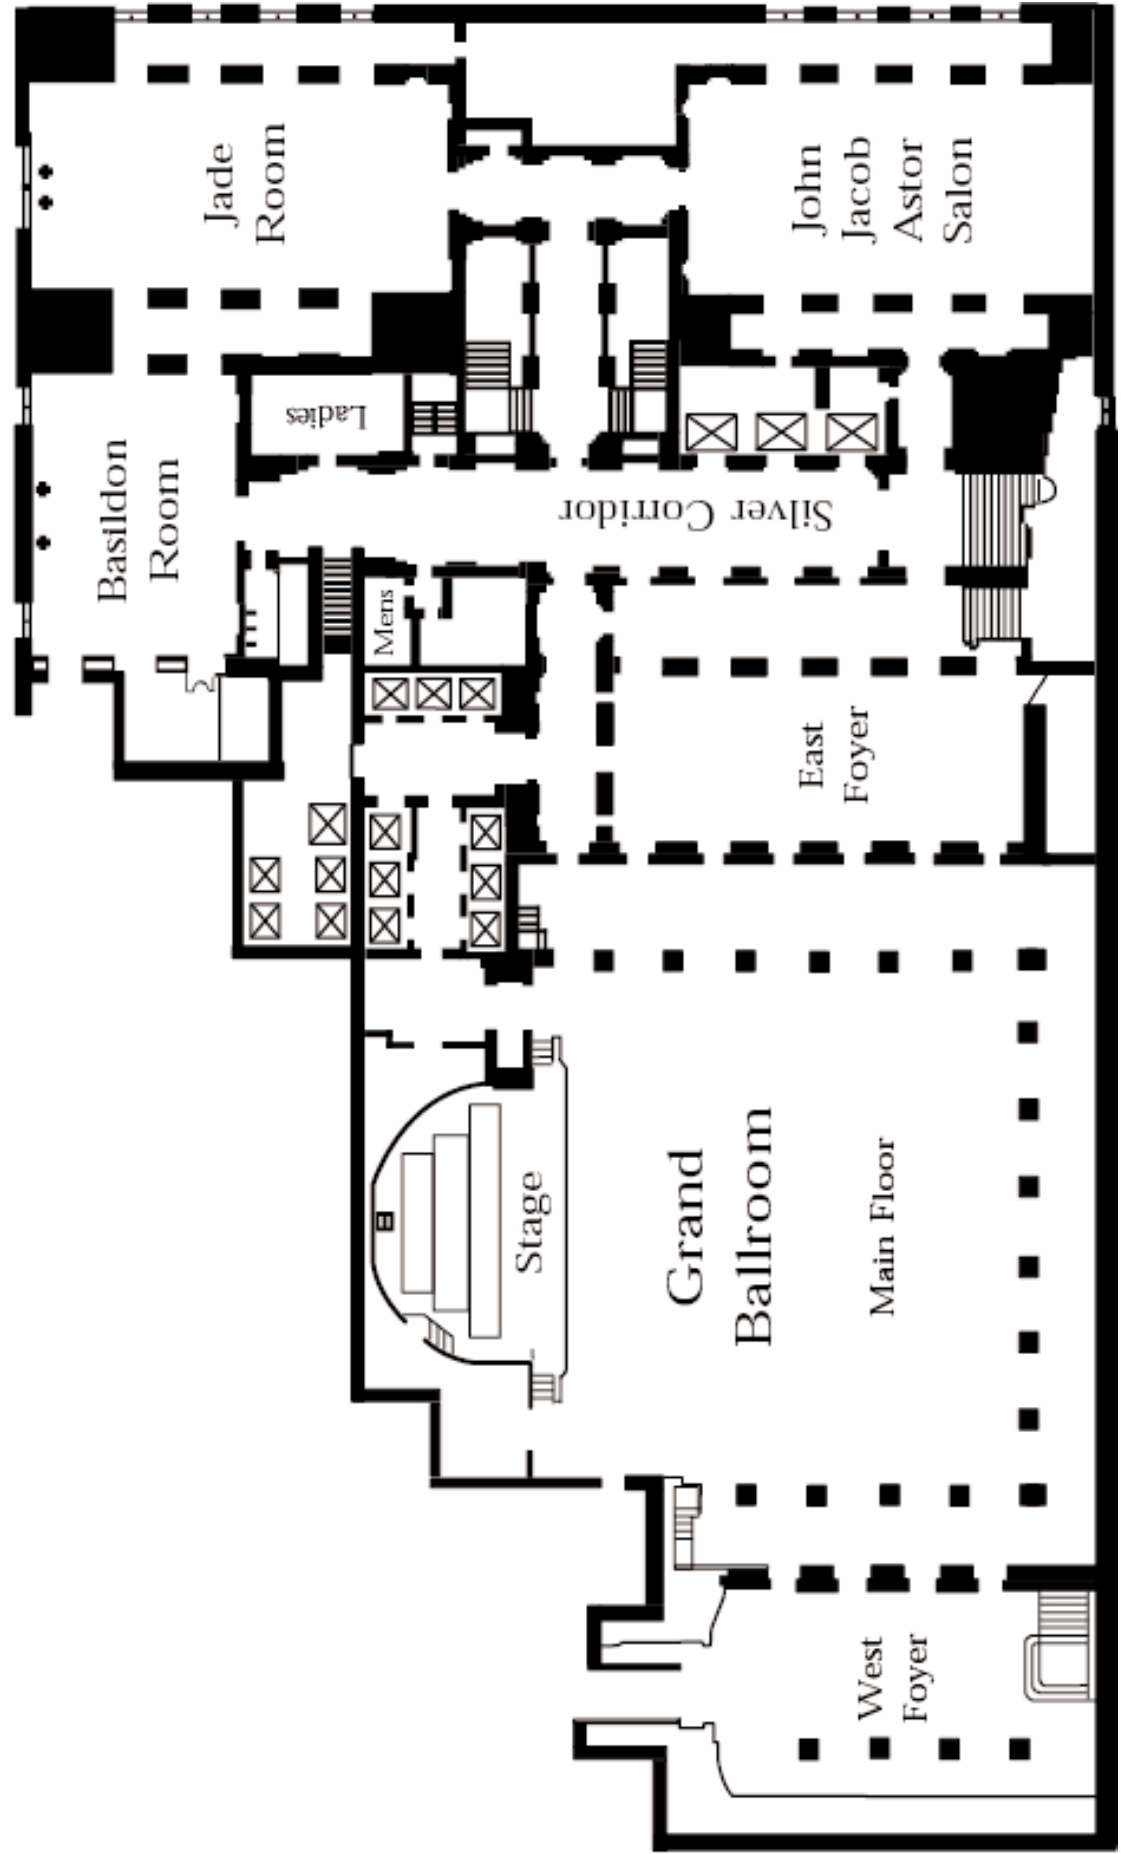 Jade
Room
John
Jacob
Astor
Salon
Ladies
Basildon
Room
Silver Corridor
Mens
East
Foyer
Stage
Grand
Ballroom
Main Floor
West
Foyer